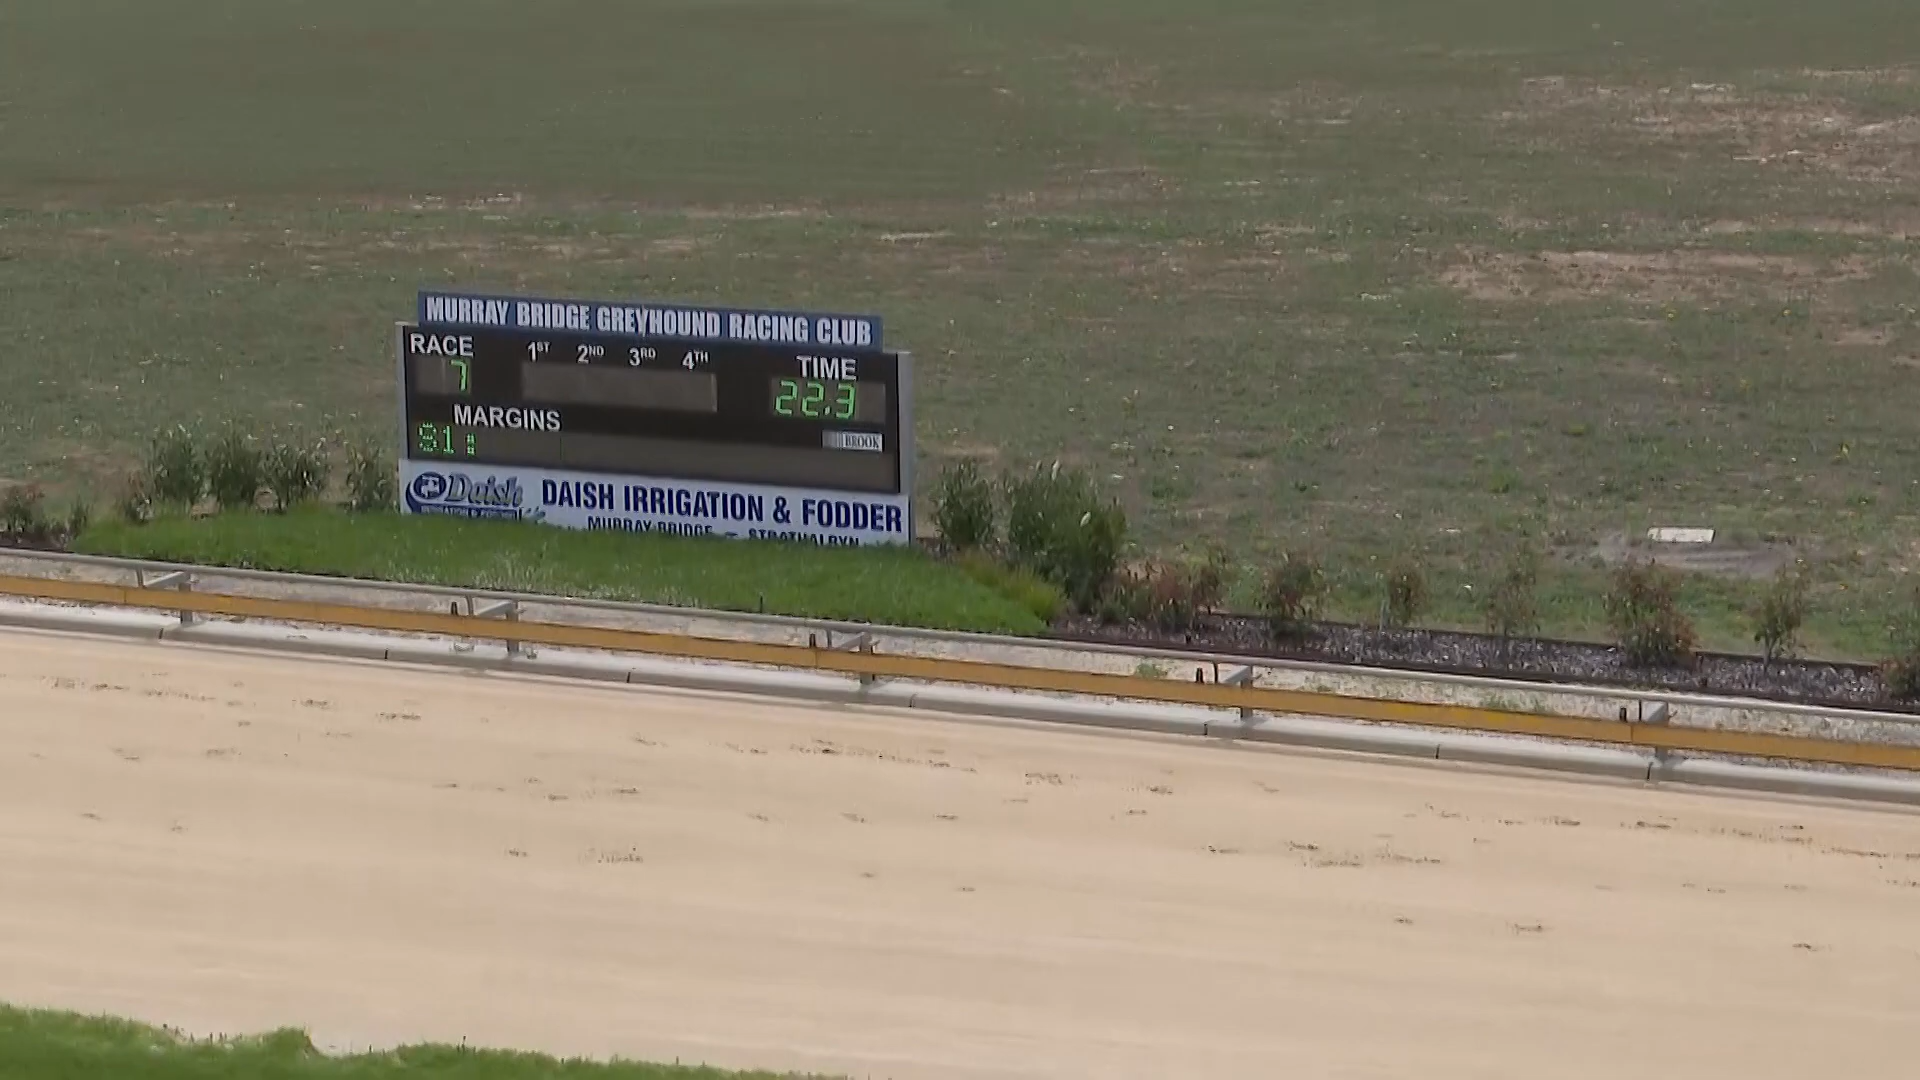 MURRAY BRIDGE GREYHOUND RACING CLUB
RACE 1ST 2ND 3RD 4TH TIME
7 22.3
MARGINS
BROOK
Daish DAISH IRRIGATION & FODDER
MURRAY BRIDGE - STRATHALBYN